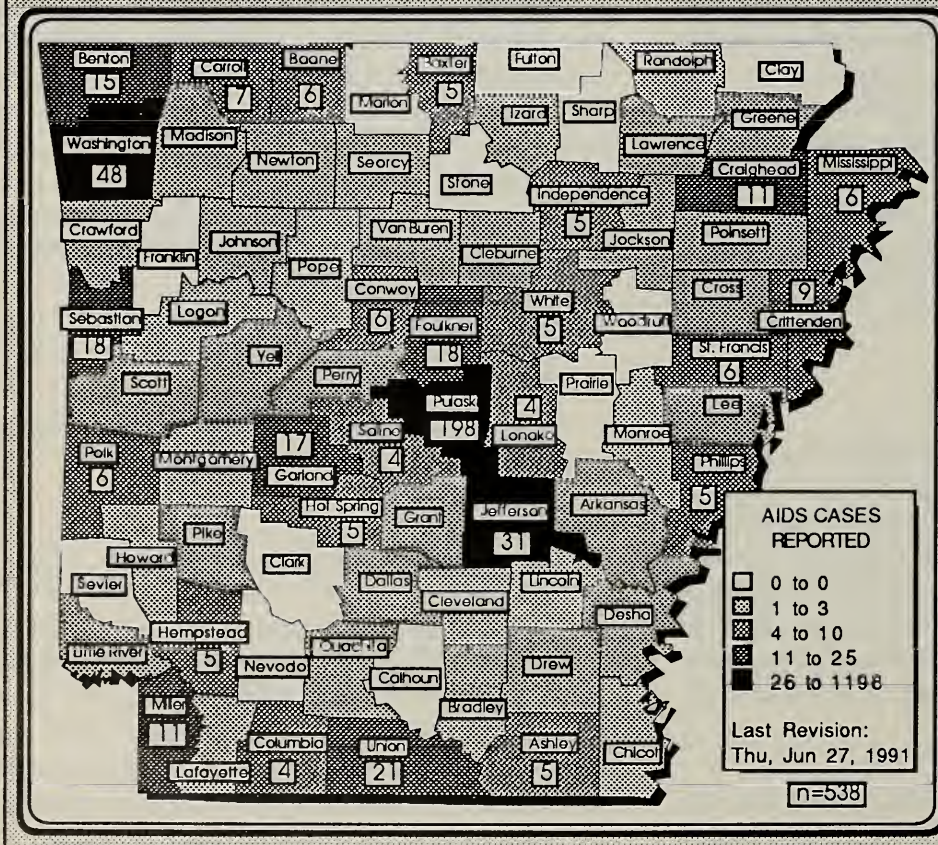 Benton
15
Carrol
7
Boone
6
Marion
Baxter
5
Fulton
Randolph
Clay
Izard
Sharp
Greene
Washington
48
Madison
Newton
Searcy
Stone
Lawrence
Craighead
11
Mississippi
6
Independence
5
Crawford
Franklin
Johnson
Van Buren
Cleburne
Jackson
Poinsett
Pope
Conway
6
White
5
Cross
9
Crittenden
Sebastian
18
Logan
Faulkner
18
Woodruff
St. Francis
6
Yell
Scott
Perry
Prairie
Lee
Pulaski
198
4
Lonoke
Monroe
Saline
4
17
Garland
Polk
6
Montgomery
Phillips
5
Hot Spring
5
Grant
Jefferson
31
Arkansas
Pike
Howard
Clark
Sevier
Dallas
Cleveland
Lincoln
Desha
Hempstead
5
Little River
Nevada
Ouachita
Calhoun
Drew
Bradley
Miller
11
Lafayette
Columbia
4
Union
21
Ashley
5
Chicot
AIDS CASES
REPORTED
0 to 0
1 to 3
4 to 10
11 to 25
26 to 1198
Last Revision:
Thu, Jun 27, 1991
n=538